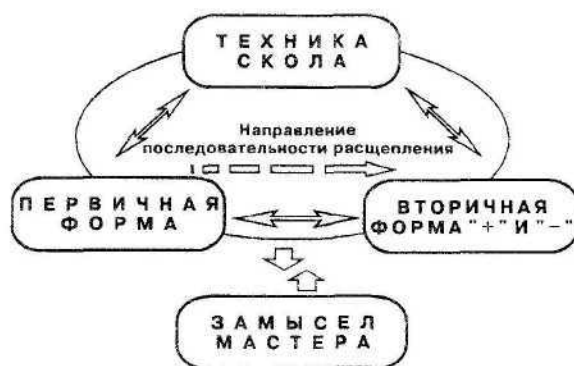 ТЕХНИКА
СКОЛА
Направление
последовательности расщепления
ПЕРВИЧНАЯ
ФОРМА
ВТОРИЧНАЯ
ФОРМА "+" И "-"
ЗАМЫСЕЛ
МАСТЕРА